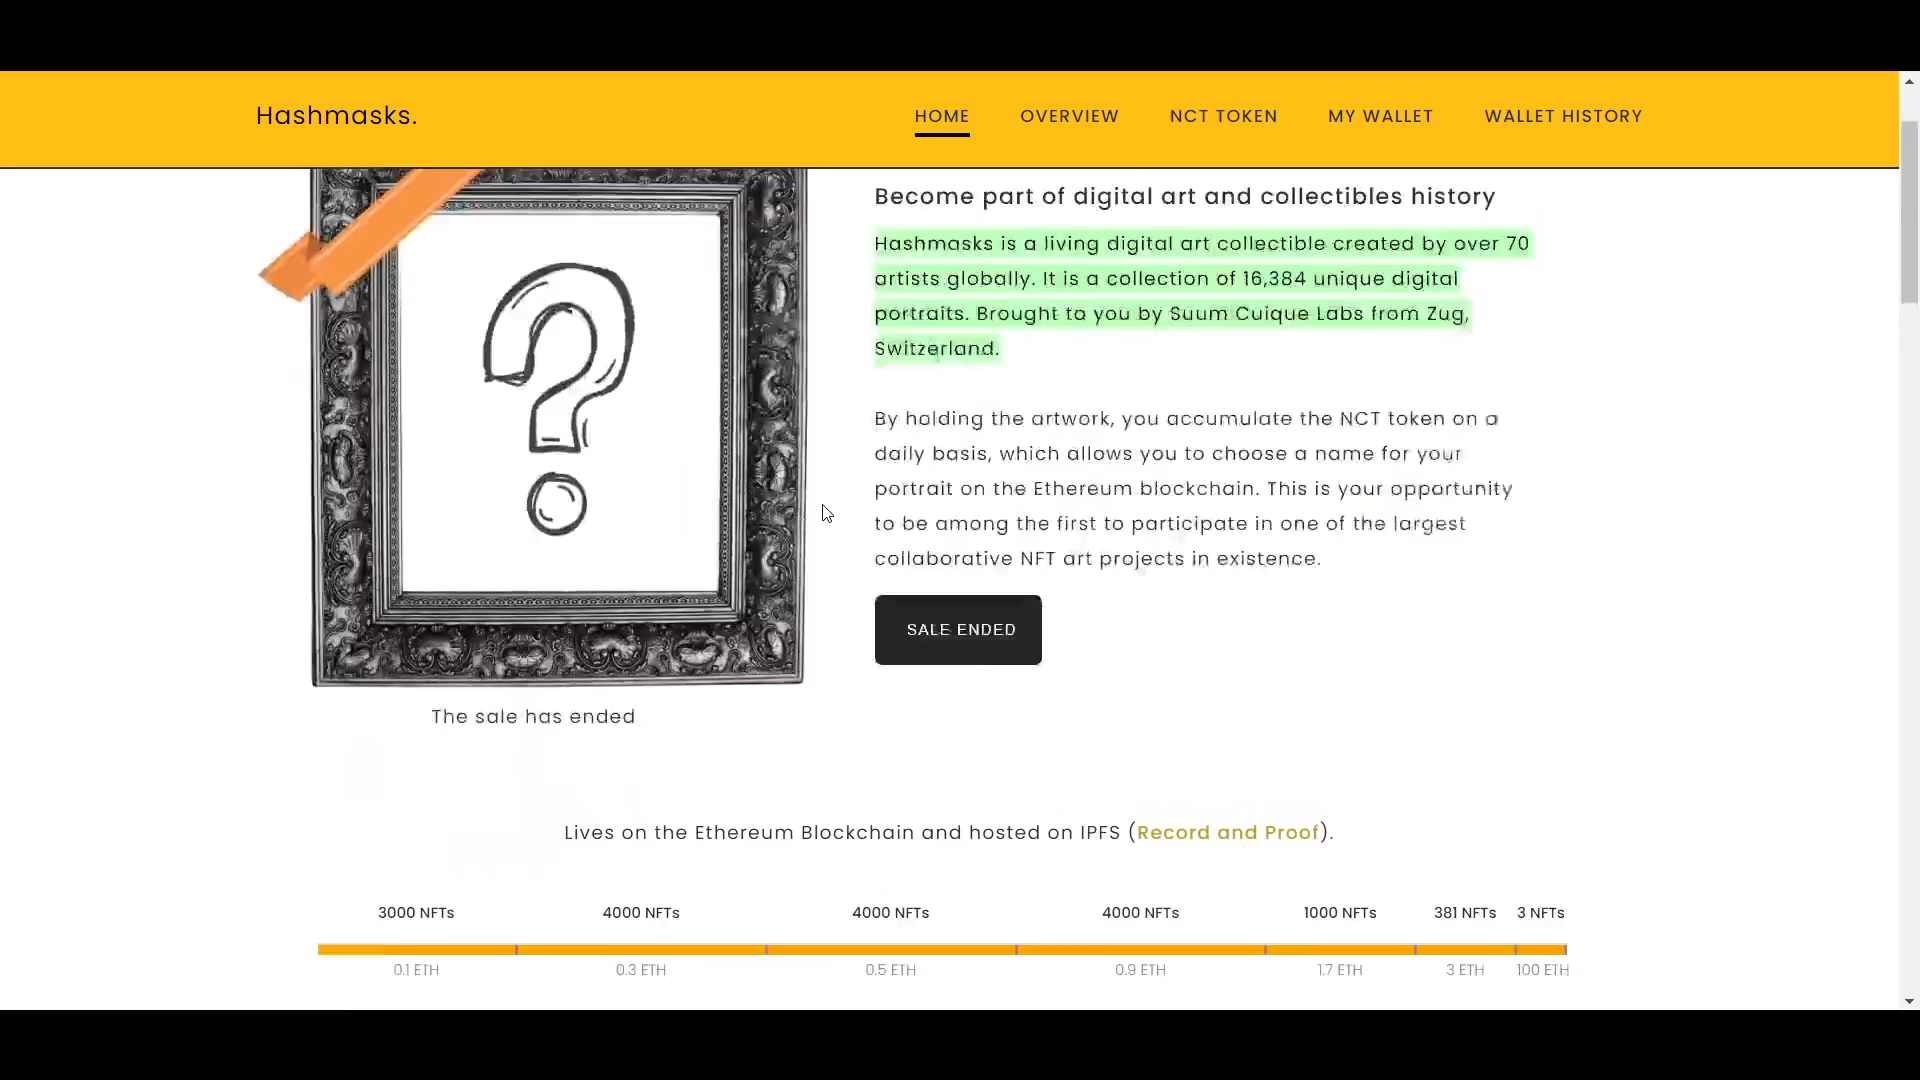 Hashmasks.
HOME
OVERVIEW
NCT TOKEN
MY WALLET
WALLET HISTORY
Become part of digital art and collectibles history
Hashmasks is a living digital art collectible created by over 70
artists globally. It is a collection of 16,384 unique digital
portraits. Brought to you by Suum Cuique Labs from Zug,
Switzerland.
By holding the artwork, you accumulate the NCT token on a
daily basis, which allows you to choose a name for your
portrait on the Ethereum blockchain. This is your opportunity
to be among the first to participate in one of the largest
collaborative NFT art projects in existence.
SALE ENDED
?
The sale has ended
Lives on the Ethereum Blockchain and hosted on IPFS (Record and Proof).
3000 NFTs
4000 NFTs
4000 NFTs
4000 NFTs
1000 NFTs
381 NFTs
3 NFTs
0.1 ETH
0.3 ETH
0.5 ETH
0.9 ETH
1.7 ETH
3 ETH
100 ETH